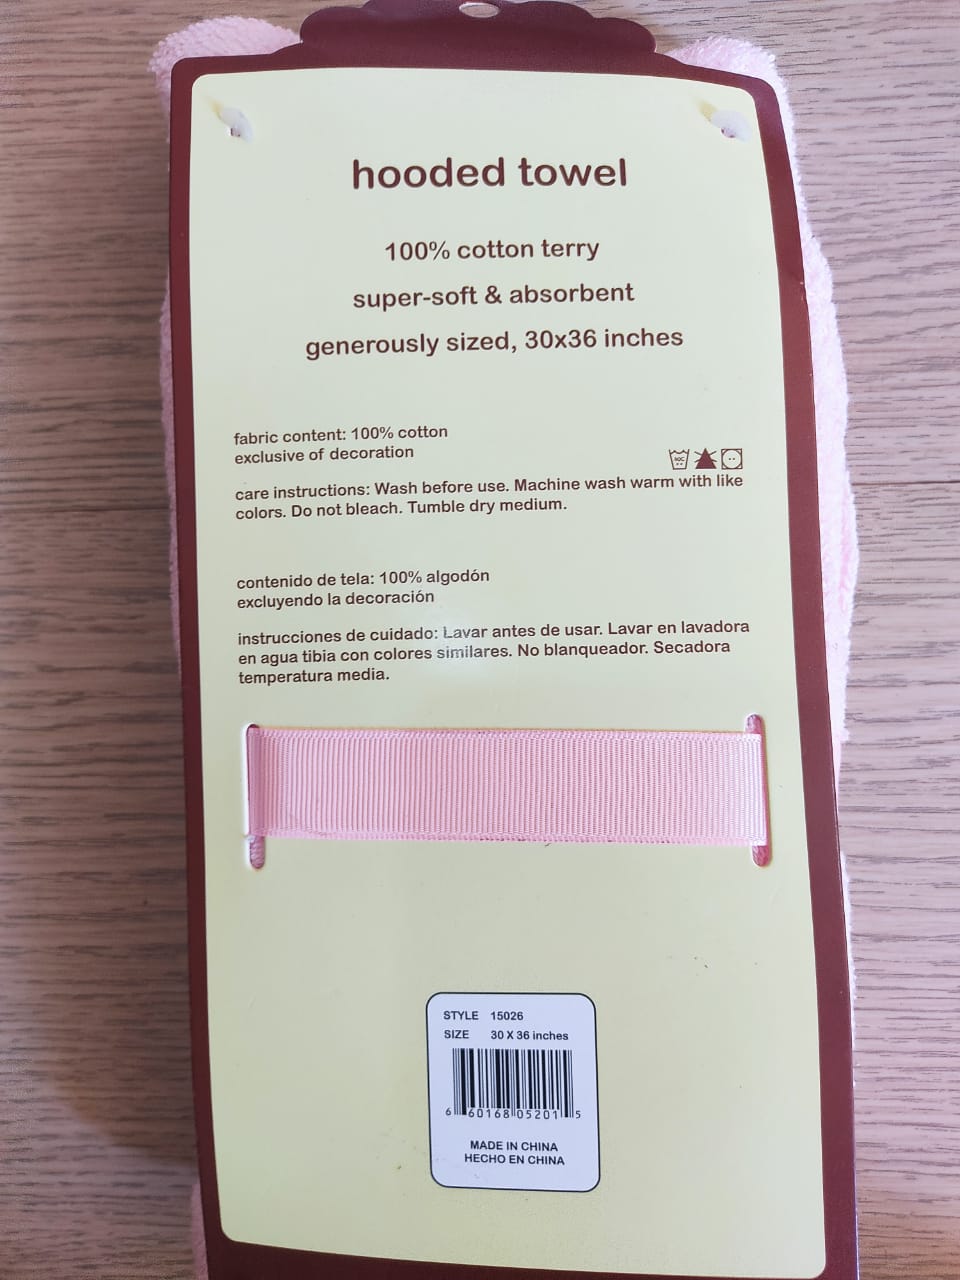 hooded towel
100% cotton terry
super-soft & absorbent
generously sized, 30x36 inches
fabric content: 100% cotton
exclusive of decoration
care instructions: Wash before use. Machine wash warm with like
colors. Do not bleach. Tumble dry medium.
contenido de tela: 100% algodón
excluyendo la decoración
instrucciones de cuidado: Lavar antes de usar. Lavar en lavadora
en agua tibia con colores similares. No blanqueador. Secadora
temperatura media.
STYLE 15026
SIZE 30 X 36 inches
6 60168 05201 5
MADE IN CHINA
HECHO EN CHINA